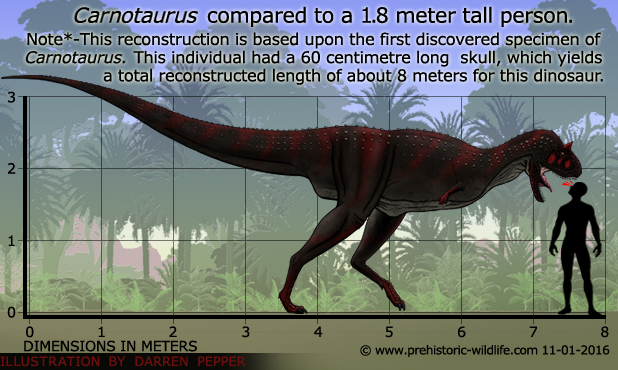 Carnotaurus compared to a 1.8 meter tall person.
Note*-This reconstruction is based upon the first discovered specimen of
Carnotaurus. This individual had a 60 centimetre long skull, which yields
a total reconstructed length of about 8 meters for this dinosaur.
3
2
1
0
0 1 2 3 4 5 6 7 8
DIMENSIONS IN METERS
© www.prehistoric-wildlife.com 11-01-2016
ILLUSTRATION BY DARREN PEPPER